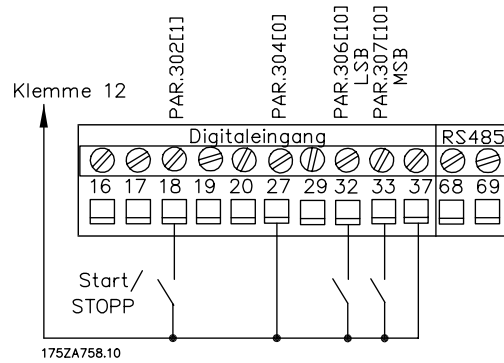 PAR.302[1]
PAR.304[0]
PAR.306[10]
LSB
PAR.307[10]
MSB
Klemme 12
Digitaleingang
RS485
16 17 18 19 20 27 29 32 33 37 68 69
Start/
STOPP
175ZA758.10